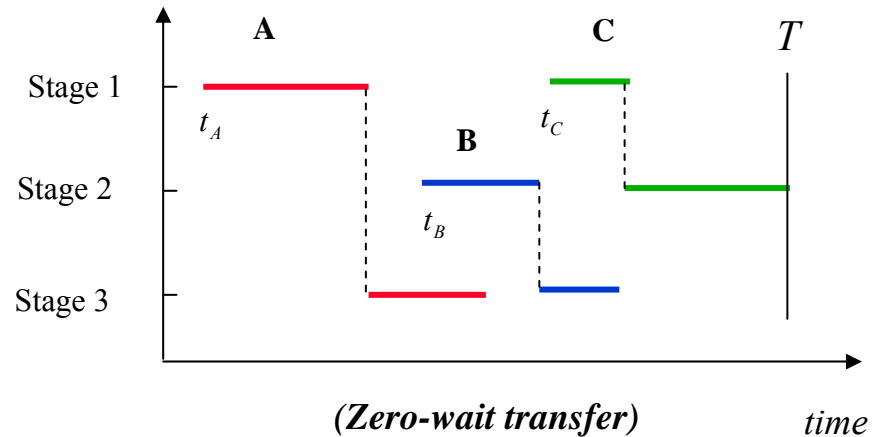 A
C
T
Stage 1
t_A
t_C
B
Stage 2
t_B
Stage 3
(Zero-wait transfer)
time